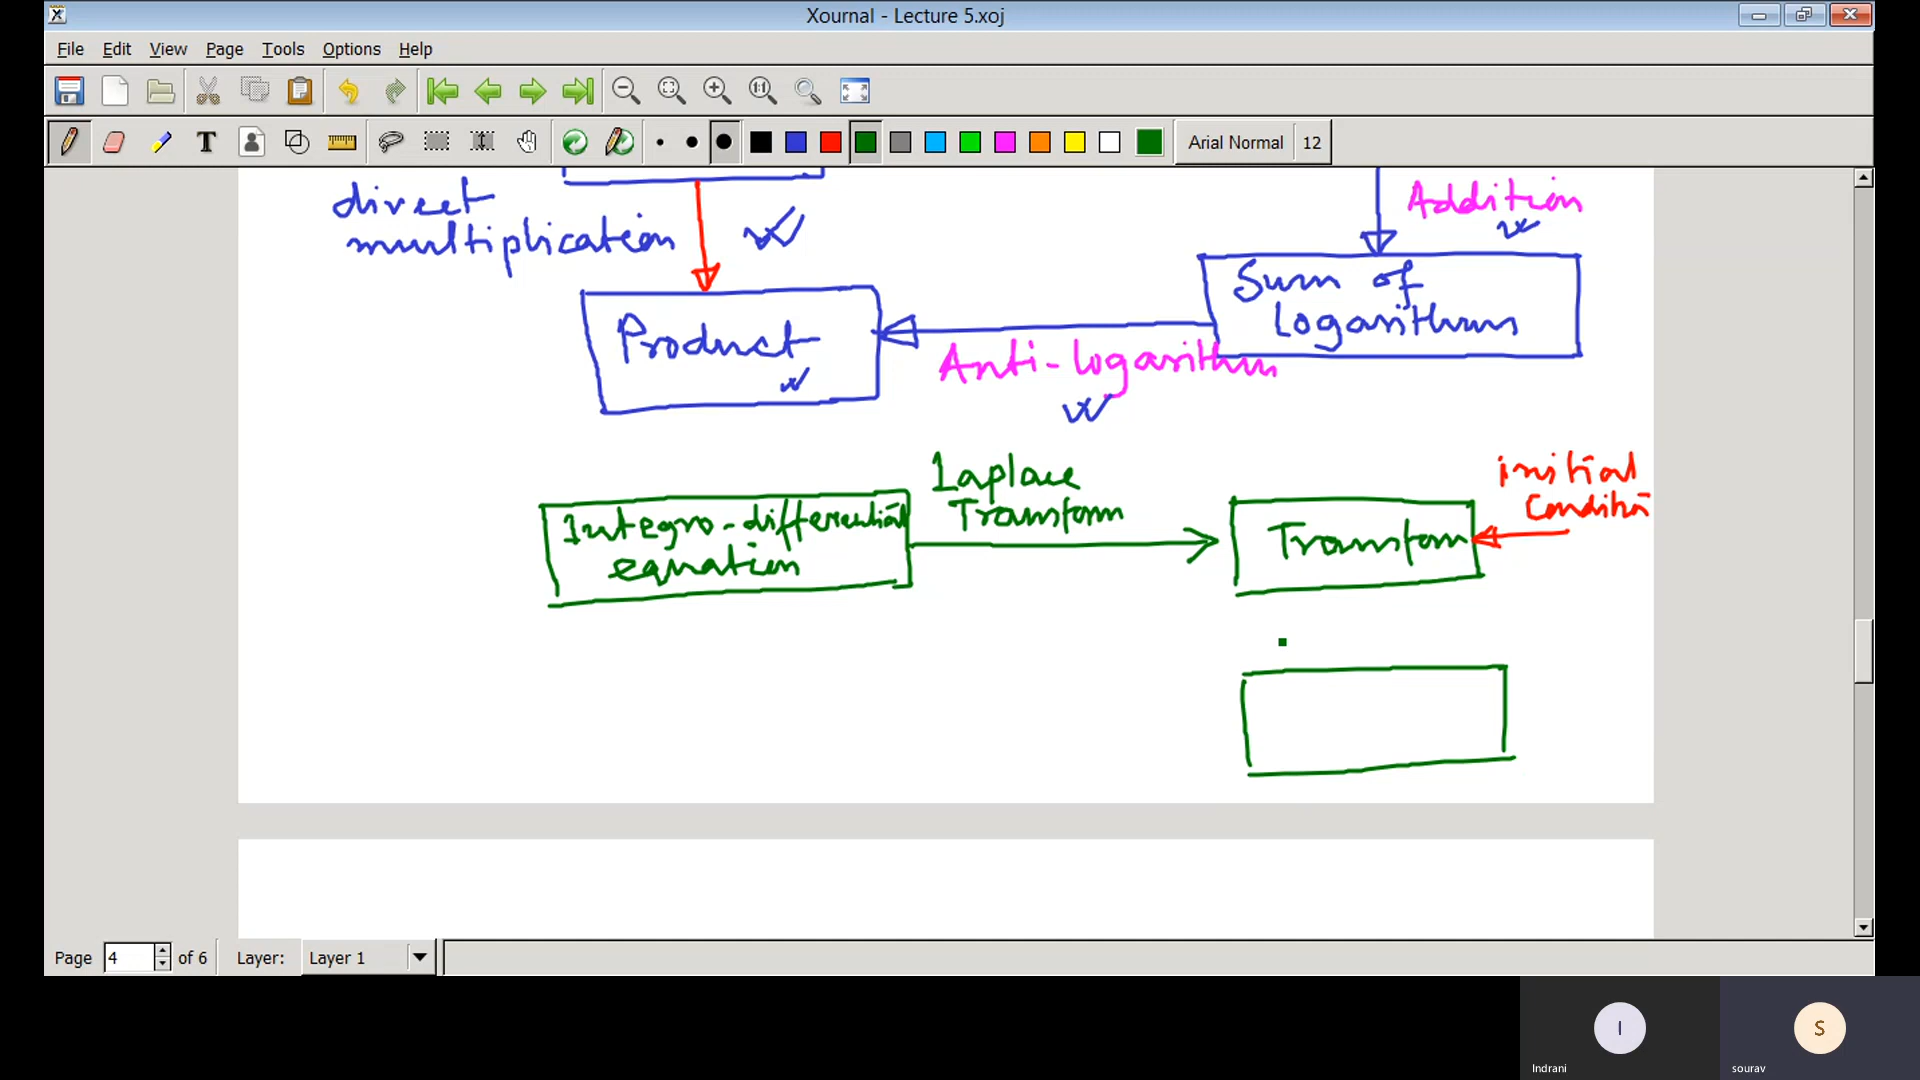 Xournal - Lecture 5.xoj
File Edit View Page Tools Options Help
Arial Normal 12
direct
multiplication
Addition
Sum of
Logarithms
Product
Anti-logarithm
Laplace
Transform
initial
Conditio
Integro-differential
equation
Transform
Page 4 of 6 Layer: Layer 1
I
S
Indrani
sourav